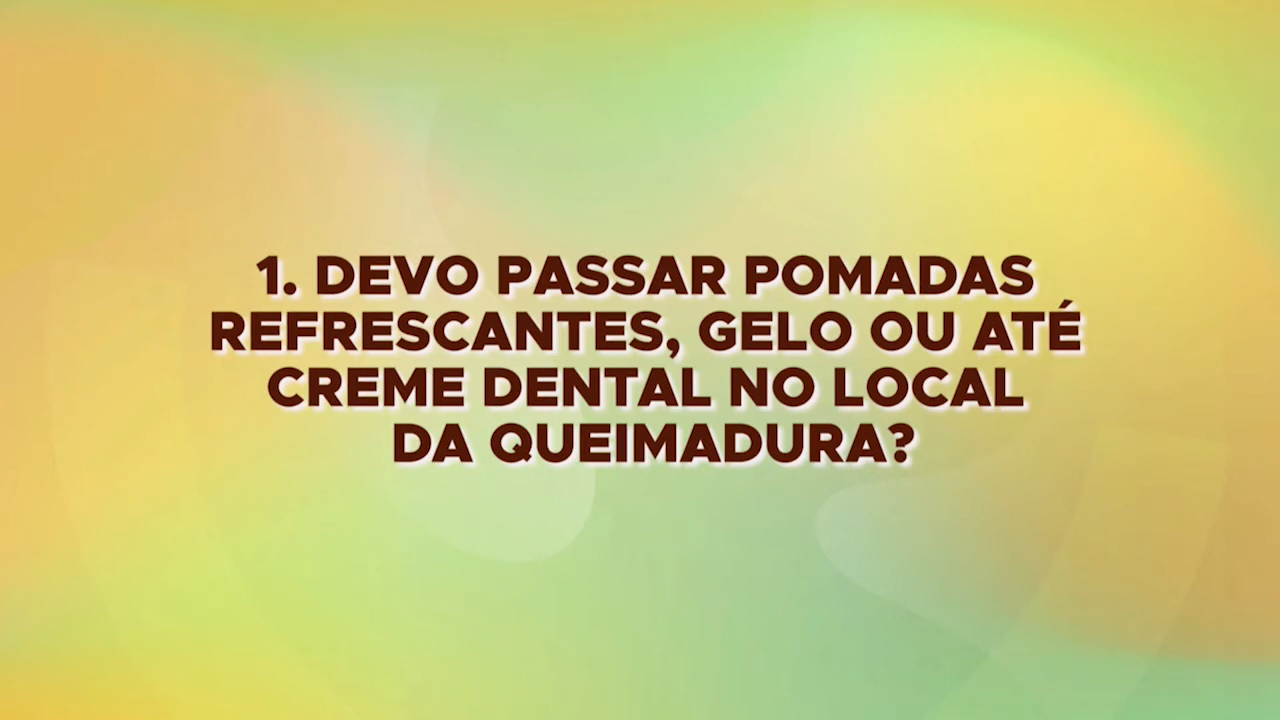 1. DEVO PASSAR POMADAS
REFRESCANTES, GELO OU ATÉ
CREME DENTAL NO LOCAL
DA QUEIMADURA?